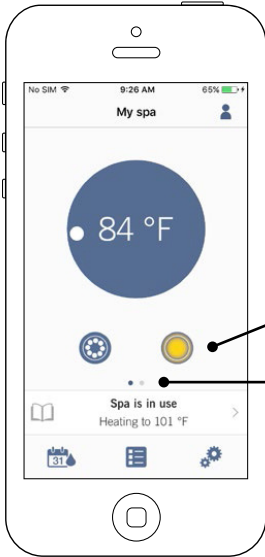 No SIM 9:26 AM 65%
My spa
84 °F
Spa is in use
Heating to 101 °F
31